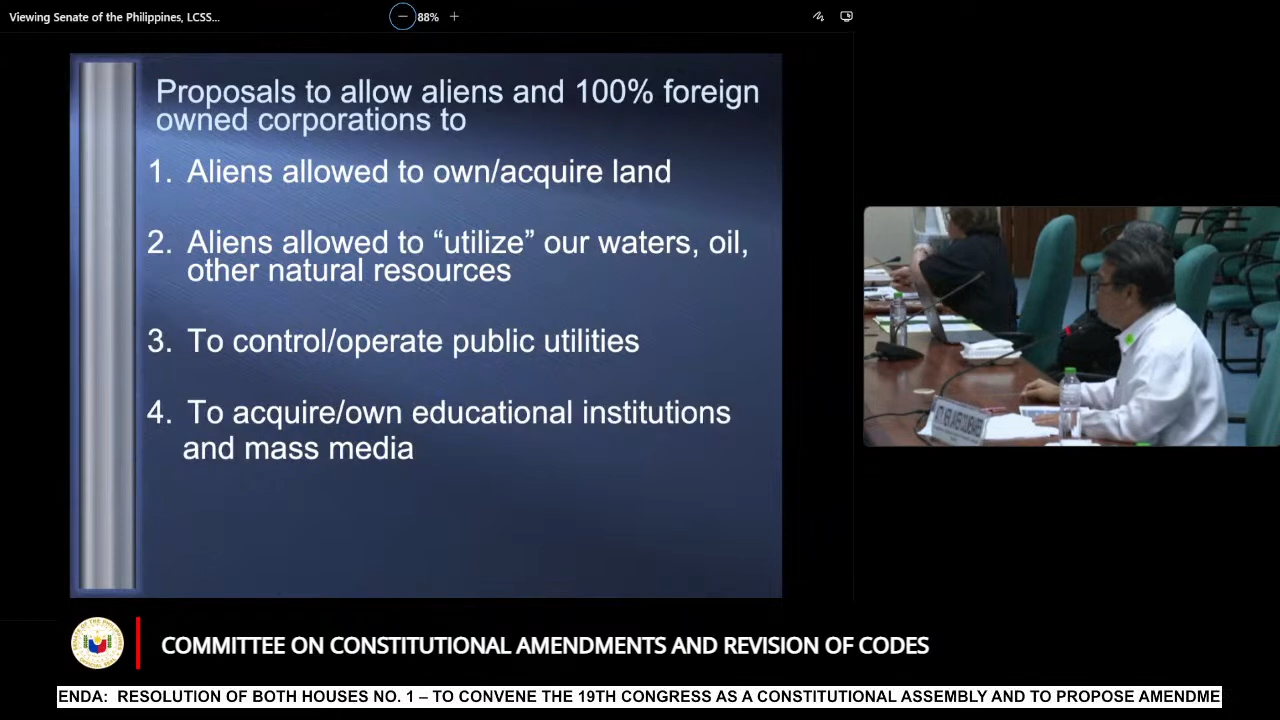 Viewing Senate of the Philippines, LCSS...
88%
Proposals to allow aliens and 100% foreign
owned corporations to
1. Aliens allowed to own/acquire land
2. Aliens allowed to “utilize” our waters, oil,
other natural resources
3. To control/operate public utilities
4. To acquire/own educational institutions
and mass media
COMMITTEE ON CONSTITUTIONAL AMENDMENTS AND REVISION OF CODES
ENDA: RESOLUTION OF BOTH HOUSES NO. 1 – TO CONVENE THE 19TH CONGRESS AS A CONSTITUTIONAL ASSEMBLY AND TO PROPOSE AMENDME